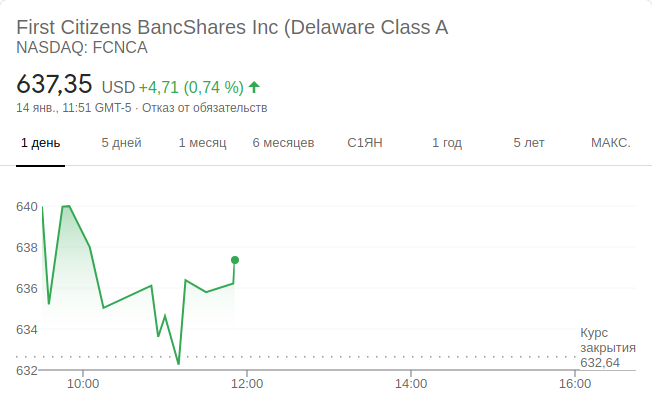 First Citizens BancShares Inc (Delaware Class A
NASDAQ: FCNCA
637,35 USD +4,71 (0,74 %)
14 янв., 11:51 GMT-5 · Отказ от обязательств
1 день 5 дней 1 месяц 6 месяцев С1ЯН 1 год 5 лет МАКС.
640
638
636
634
Курс
закрытия
632,64
632
10:00 12:00 14:00 16:00